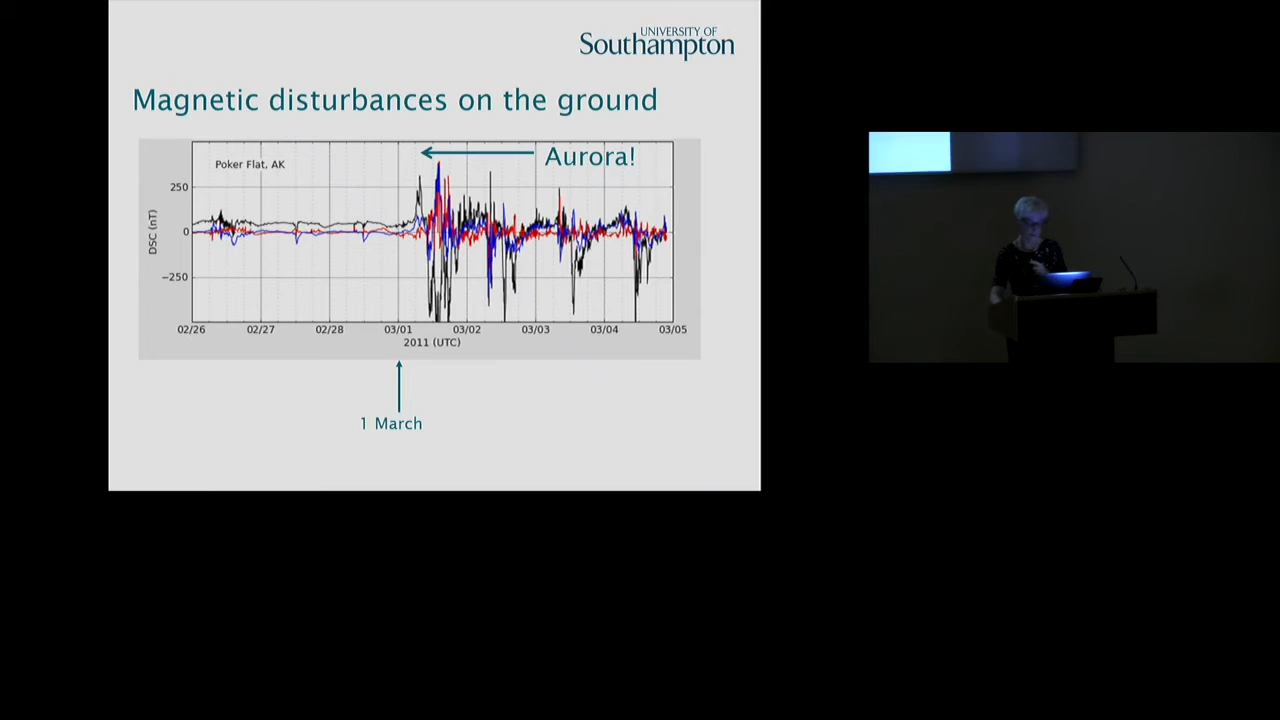 UNIVERSITY OF
Southampton
Magnetic disturbances on the ground
Aurora!
Poker Flat, AK
DSC (nT)
250
0
−250
02/26 02/27 02/28 03/01 03/02 03/03 03/04 03/05
2011 (UTC)
1 March